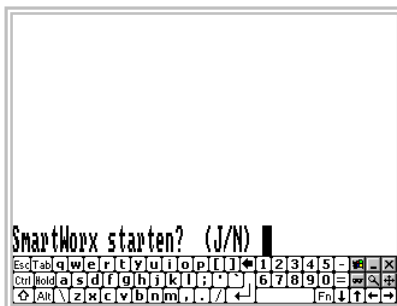 SmartWorx starten? (J/N)
Esc Tab q w e r t y u i o p [ ] 1 2 3 4 5 -
Ctrl Hold a s d f g h j k l ; ' ` 6 7 8 9 0 =
Alt \ z x c v b n m , . / Fn